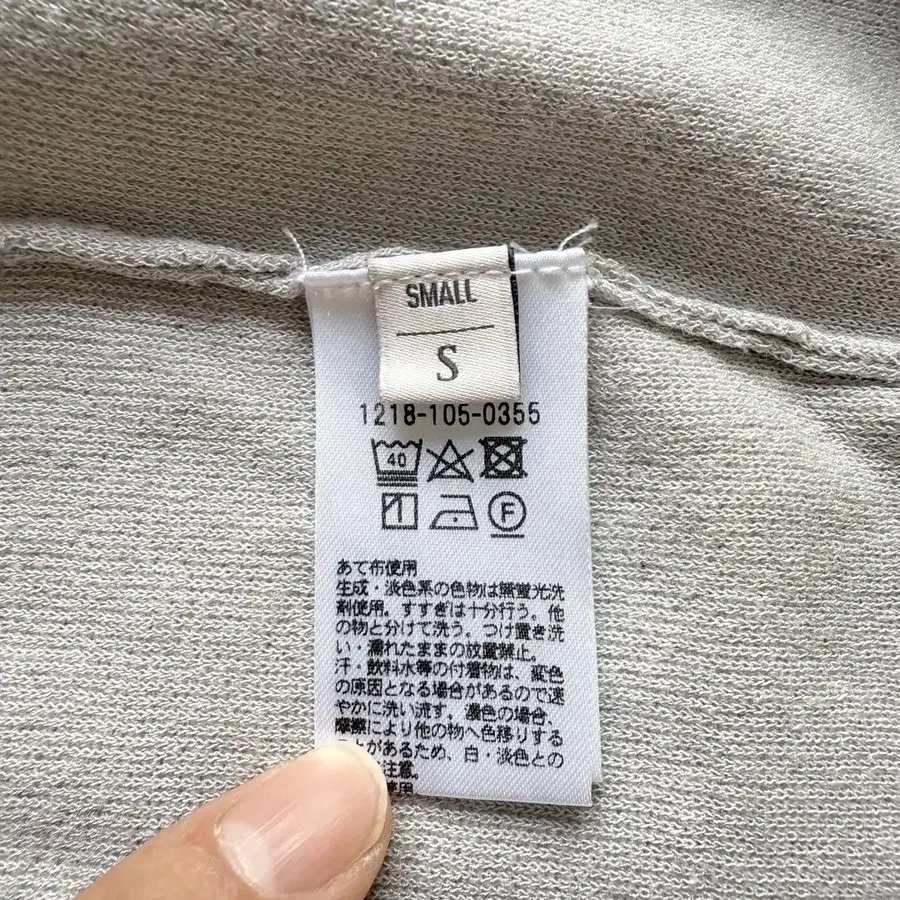 SMALL
S
1218-105-0355
40
F
あて布使用
生成・淡色系の色物は無蛍光洗
剤使用。すすぎは十分行う。他
の物と分けて洗う。つけ置き洗
い・濡れたままの放置禁止。
汗・飲料水等の付着物は、変色
の原因となる場合があるので速
やかに洗い流す。濃色の場合、
摩擦により他の物へ色移りする
ことがあるため、白・淡色との
注意。
使用